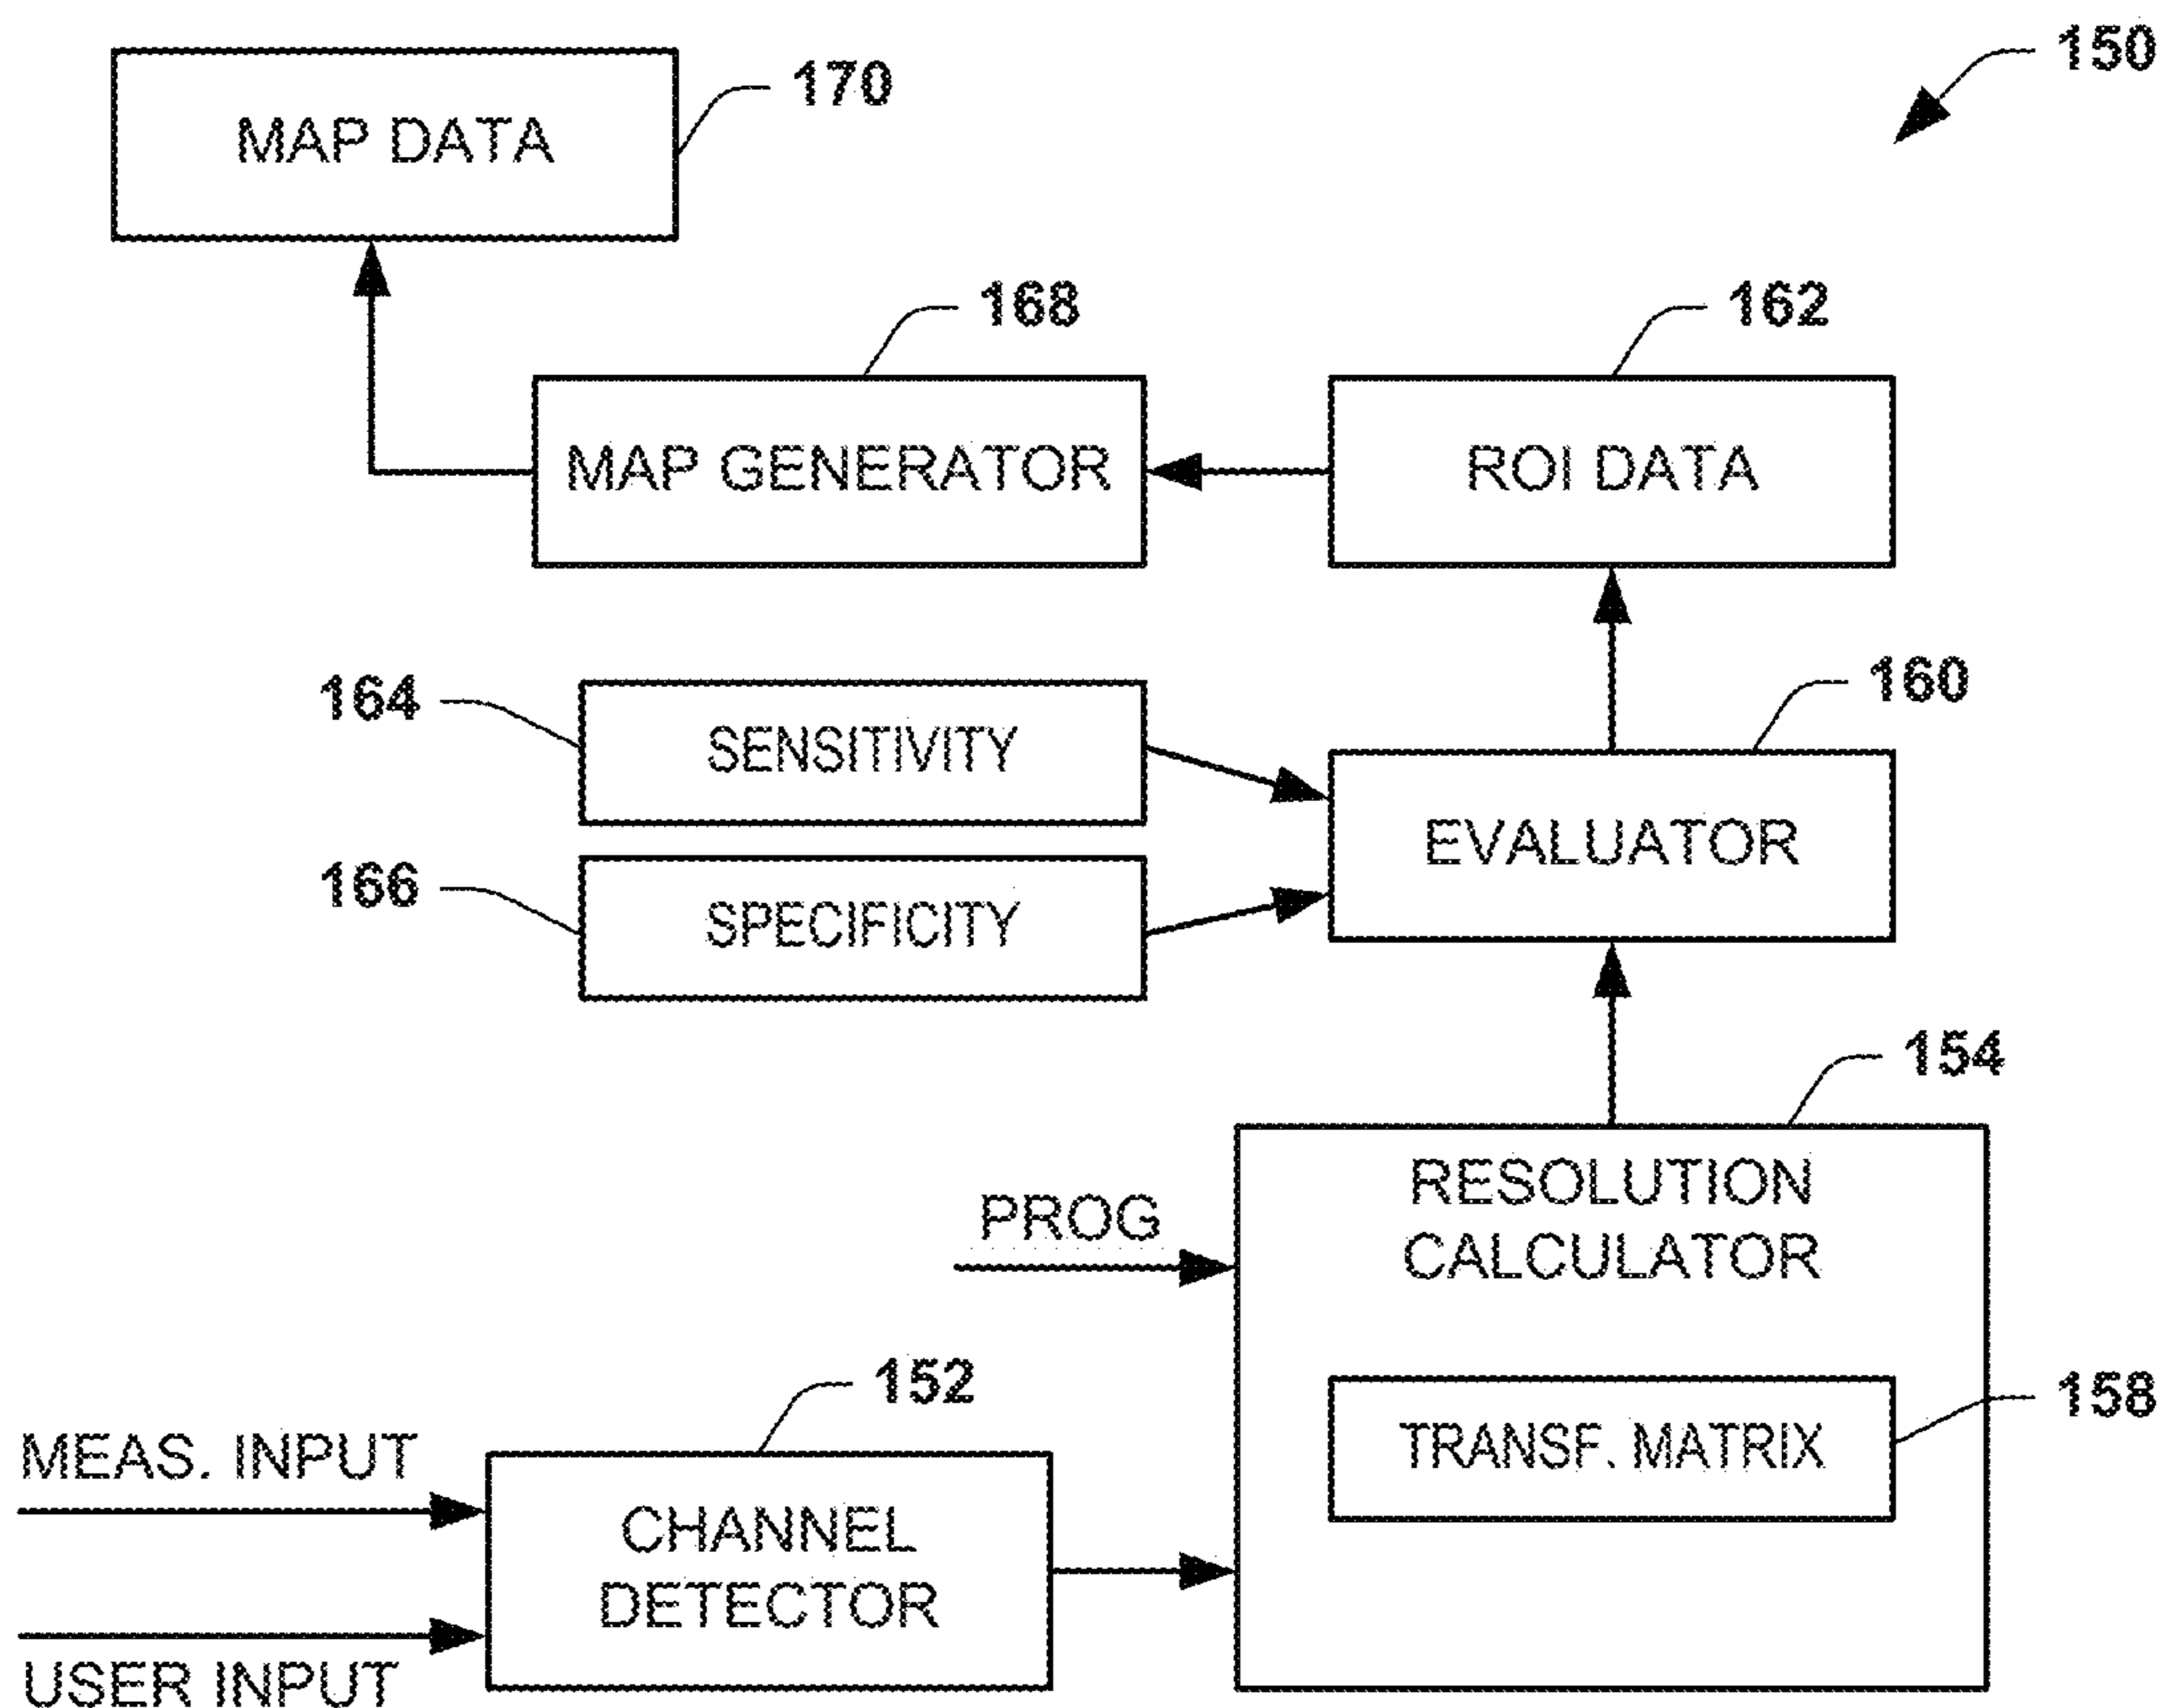 150
170
MAP DATA
168
162
MAP GENERATOR
ROI DATA
164
160
SENSITIVITY
EVALUATOR
166
SPECIFICITY
154
RESOLUTION
CALCULATOR
PROG
152
158
TRANSF. MATRIX
MEAS. INPUT
CHANNEL
DETECTOR
USER INPUT